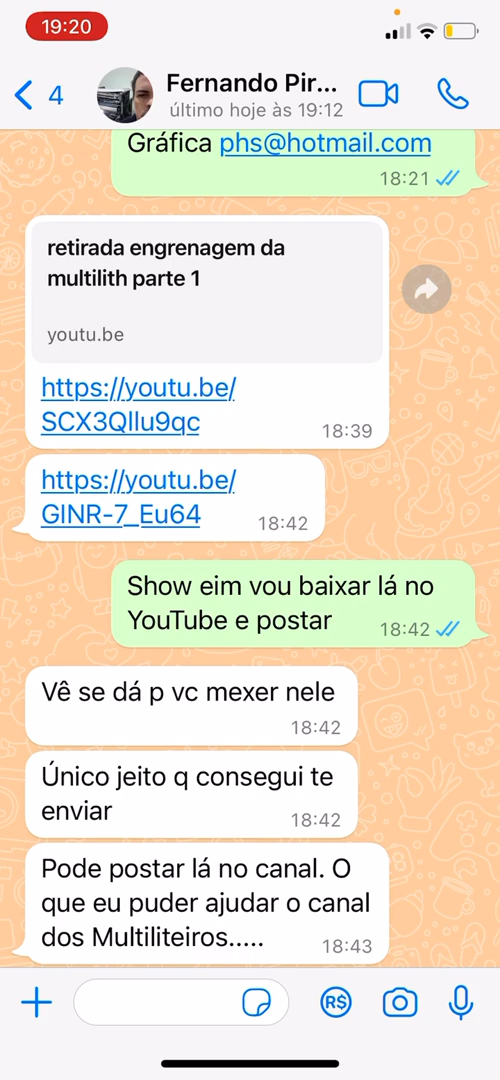 19:20
4
Fernando Pir...
último hoje às 19:12
Gráfica phs@hotmail.com
18:21
retirada engrenagem da
multilith parte 1
youtu.be
https://youtu.be/
SCX3Qllu9qc
18:39
https://youtu.be/
GlNR-7_Eu64
18:42
Show eim vou baixar lá no
YouTube e postar
18:42
Vê se dá p vc mexer nele
18:42
Único jeito q consegui te
enviar
18:42
Pode postar lá no canal. O
que eu puder ajudar o canal
dos Multiliteiros.....
18:43
R$